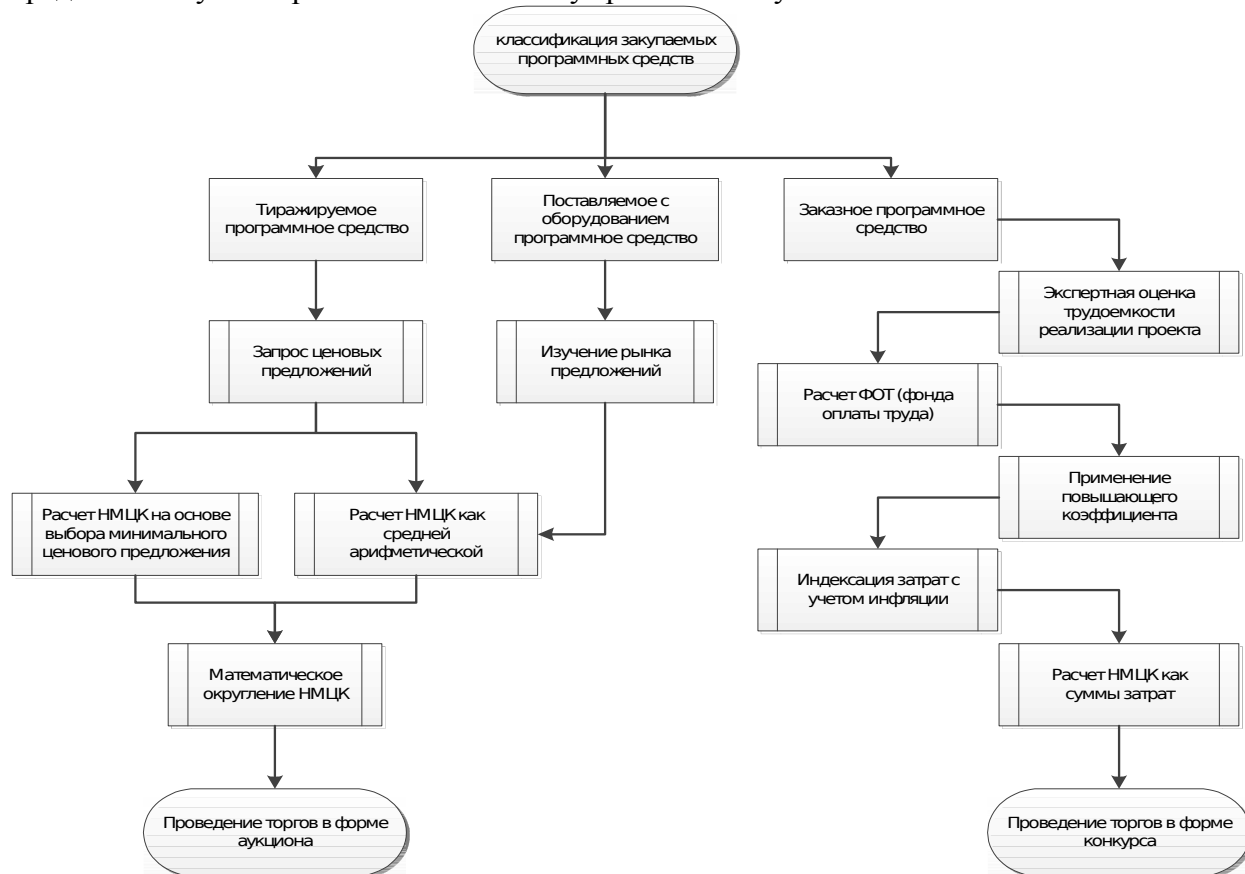 классификация закупаемых
программных средств
Тиражируемое
программное средство
Поставляемое с
оборудованием
программное средство
Заказное программное
средство
Экспертная оценка
трудоемкости
реализации проекта
Запрос ценовых
предложений
Изучение рынка
предложений
Расчет ФОТ (фонда
оплаты труда)
Применение
повышающего
коэффициента
Расчет НМЦК на основе
выбора минимального
ценового предложения
Расчет НМЦК как
средней
арифметической
Индексация затрат с
учетом инфляции
Математическое
округление НМЦК
Расчет НМЦК как
суммы затрат
Проведение торгов в форме
аукциона
Проведение торгов в форме
конкурса